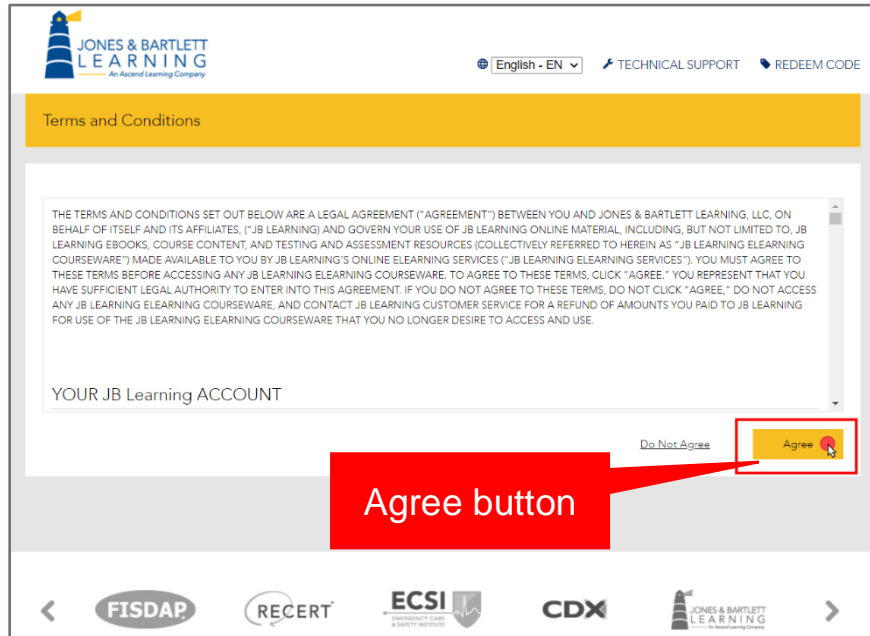 JONES & BARTLETT
LEARNING
An Ascend Learning Company
English - EN
TECHNICAL SUPPORT
REDEEM CODE
Terms and Conditions
THE TERMS AND CONDITIONS SET OUT BELOW ARE A LEGAL AGREEMENT ("AGREEMENT") BETWEEN YOU AND JONES & BARTLETT LEARNING, LLC, ON
BEHALF OF ITSELF AND ITS AFFILIATES, ("JB LEARNING) AND GOVERN YOUR USE OF JB LEARNING ONLINE MATERIAL, INCLUDING, BUT NOT LIMITED TO, JB
LEARNING EBOOKS, COURSE CONTENT, AND TESTING AND ASSESSMENT RESOURCES (COLLECTIVELY REFERRED TO HEREIN AS "JB LEARNING ELEARNING
COURSEWARE") MADE AVAILABLE TO YOU BY JB LEARNING'S ONLINE ELEARNING SERVICES ("JB LEARNING ELEARNING SERVICES"). YOU MUST AGREE TO
THESE TERMS BEFORE ACCESSING ANY JB LEARNING ELEARNING COURSEWARE. TO AGREE TO THESE TERMS, CLICK "AGREE." YOU REPRESENT THAT YOU
HAVE SUFFICIENT LEGAL AUTHORITY TO ENTER INTO THIS AGREEMENT. IF YOU DO NOT AGREE TO THESE TERMS, DO NOT CLICK "AGREE," DO NOT ACCESS
ANY JB LEARNING ELEARNING COURSEWARE, AND CONTACT JB LEARNING CUSTOMER SERVICE FOR A REFUND OF AMOUNTS YOU PAID TO JB LEARNING
FOR USE OF THE JB LEARNING ELEARNING COURSEWARE THAT YOU NO LONGER DESIRE TO ACCESS AND USE.
YOUR JB Learning ACCOUNT
Do Not Agree
Agree
Agree button
FISDAP
RECERT
ECSI
EMERGENCY CARE
& SAFETY INSTITUTE
CDX
JONES & BARTLETT
LEARNING
An Ascend Learning Company